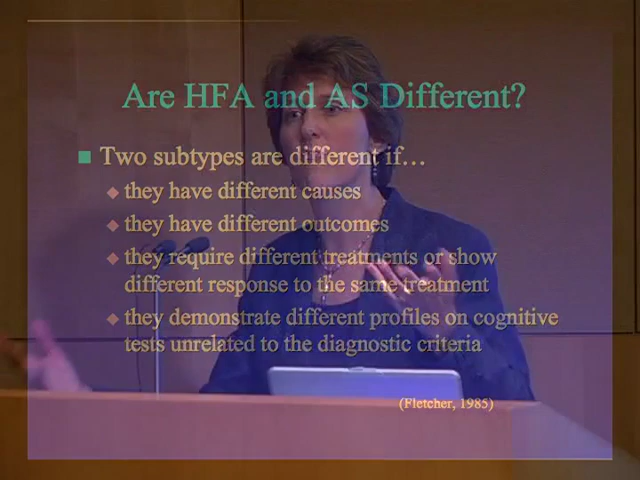 Are HFA and AS Different?
Two subtypes are different if…
they have different causes
they have different outcomes
they require different treatments or show
different response to the same treatment
they demonstrate different profiles on cognitive
tests unrelated to the diagnostic criteria
(Fletcher, 1985)